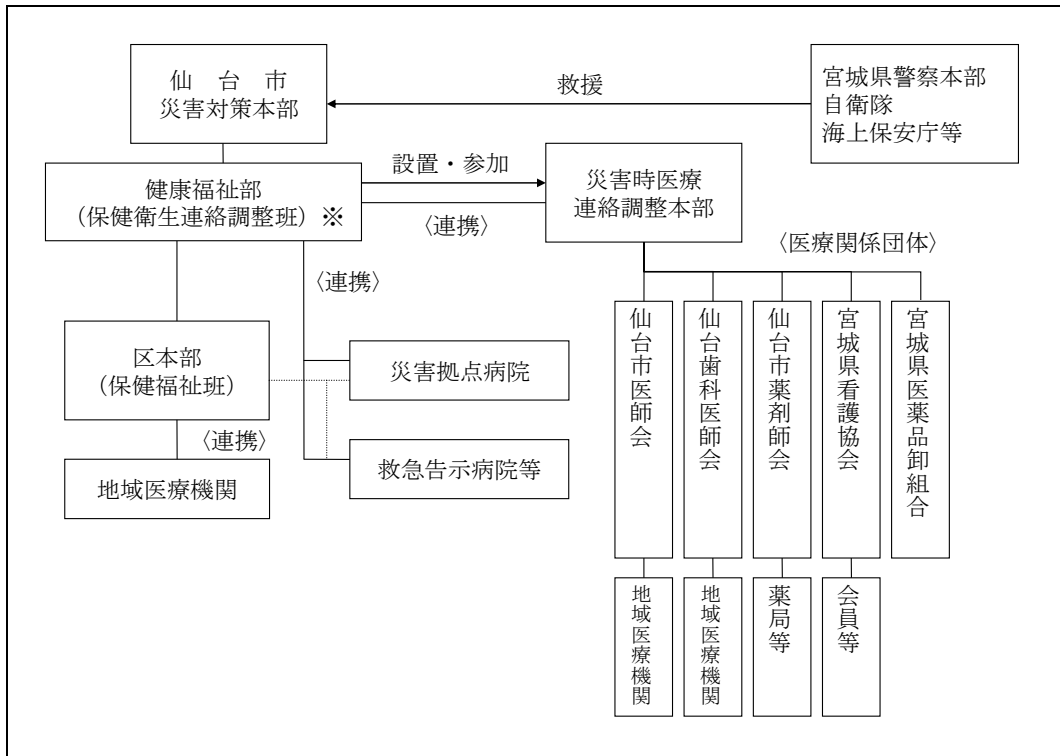 仙 台 市
災害対策本部
救援
宮城県警察本部
自衛隊
海上保安庁等
健康福祉部
（保健衛生連絡調整班）※
設置・参加
〈連携〉
災害時医療
連絡調整本部
〈医療関係団体〉
〈連携〉
区本部
（保健福祉班）
災害拠点病院
〈連携〉
救急告示病院等
地域医療機関
仙台市医師会
仙台歯科医師会
仙台市薬剤師会
宮城県看護協会
宮城県医薬品卸組合
地域医療機関
地域医療機関
薬局等
会員等